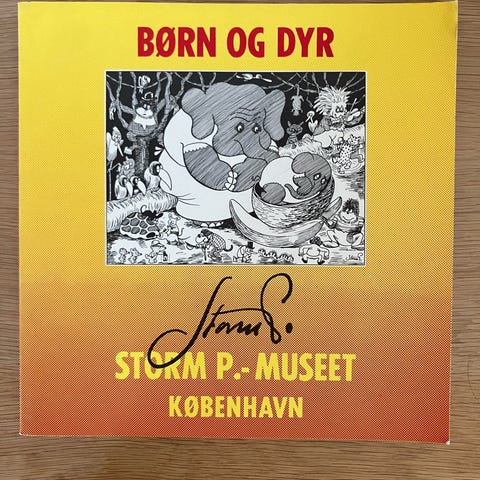 BØRN OG DYR
Storm P.
STORM P.-MUSEET
KØBENHAVN